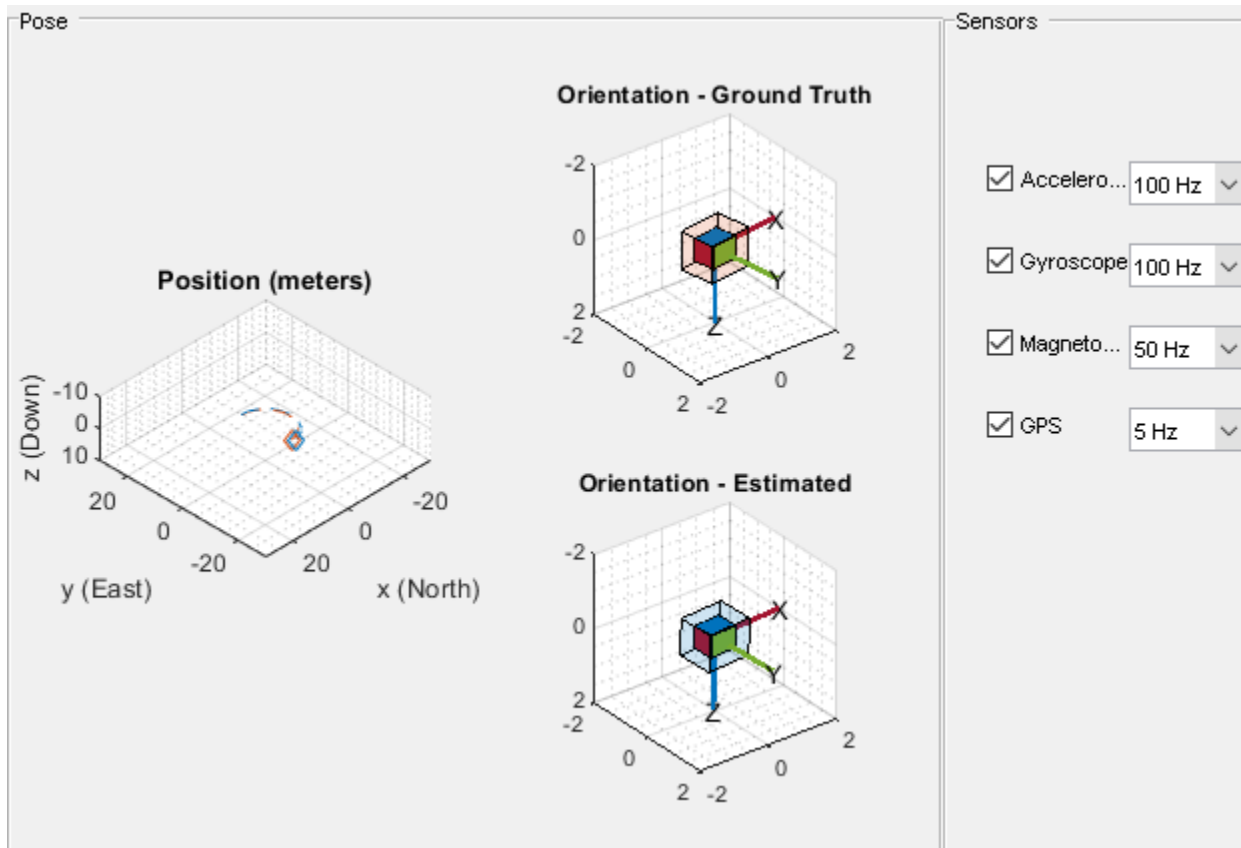 Pose
Position (meters)
-10
0
10
z (Down)
20
0
-20
y (East)
-20
0
20
x (North)
Orientation - Ground Truth
-2
0
2
-2
0
2
-2
0
2
X
Y
Z
Orientation - Estimated
-2
0
2
-2
0
2
-2
0
2
X
Y
Z
Sensors
Accelero... 100 Hz
Gyroscope 100 Hz
Magneto... 50 Hz
GPS 5 Hz